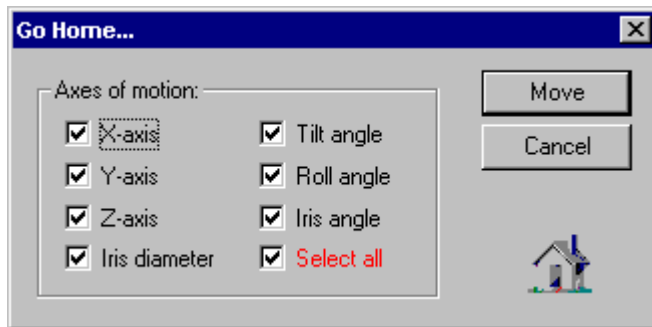 Go Home...
Axes of motion:
X-axis
Y-axis
Z-axis
Iris diameter
Tilt angle
Roll angle
Iris angle
Select all
Move
Cancel